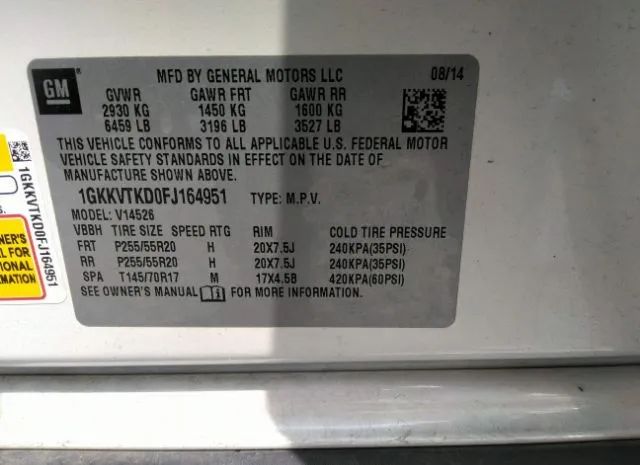 GM
MFD BY GENERAL MOTORS LLC 08/14
GVWR GAWR FRT GAWR RR
2930 KG 1450 KG 1600 KG
6459 LB 3196 LB 3527 LB
THIS VEHICLE CONFORMS TO ALL APPLICABLE U.S. FEDERAL MOTOR
VEHICLE SAFETY STANDARDS IN EFFECT ON THE DATE OF
MANUFACTURE SHOWN ABOVE.
1GKKVTKD0FJ164951 TYPE: M.P.V.
MODEL: V14526
VBBH TIRE SIZE SPEED RTG RIM COLD TIRE PRESSURE
FRT P255/55R20 H 20X7.5J 240KPA(35PSI)
RR P255/55R20 H 20X7.5J 240KPA(35PSI)
SPA T145/70R17 M 17X4.5B 420KPA(60PSI)
SEE OWNER'S MANUAL FOR MORE INFORMATION.
1GKKVTKD0FJ164951
NER'S
L FOR
IONAL
MATION